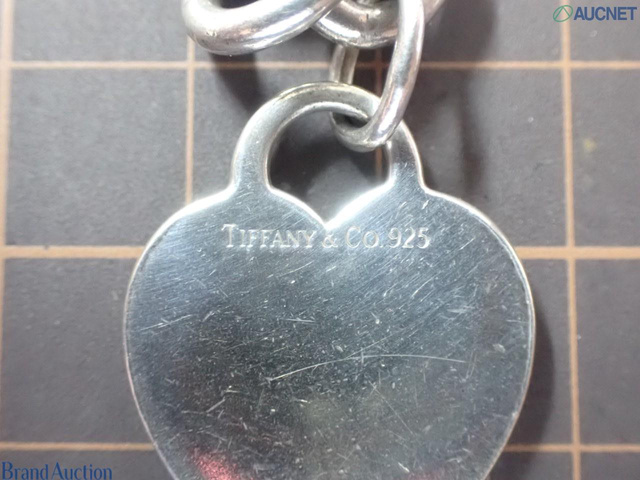 AUCNET
TIFFANY & CO. 925
BrandAuction